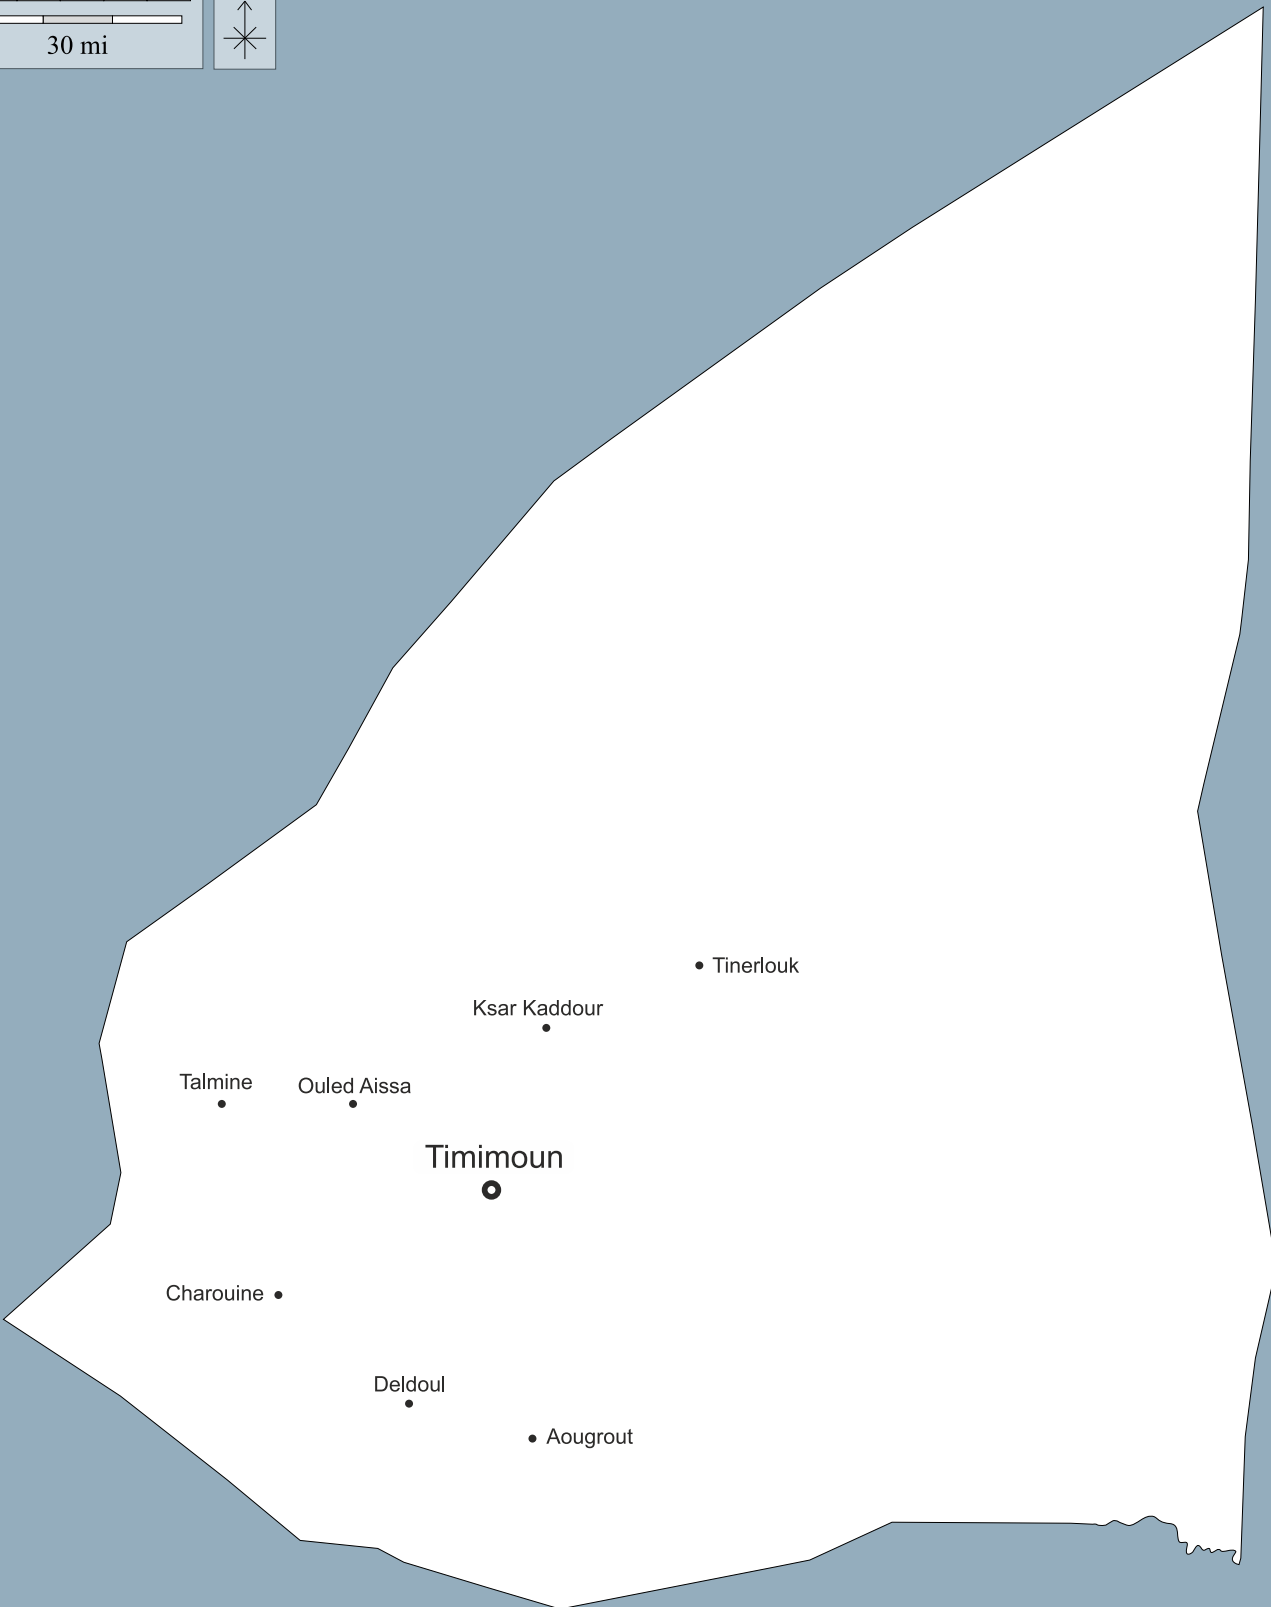 30 mi
Tinerlouk
Ksar Kaddour
Talmine
Ouled Aissa
Timimoun
Charouine
Deldoul
Aougrout